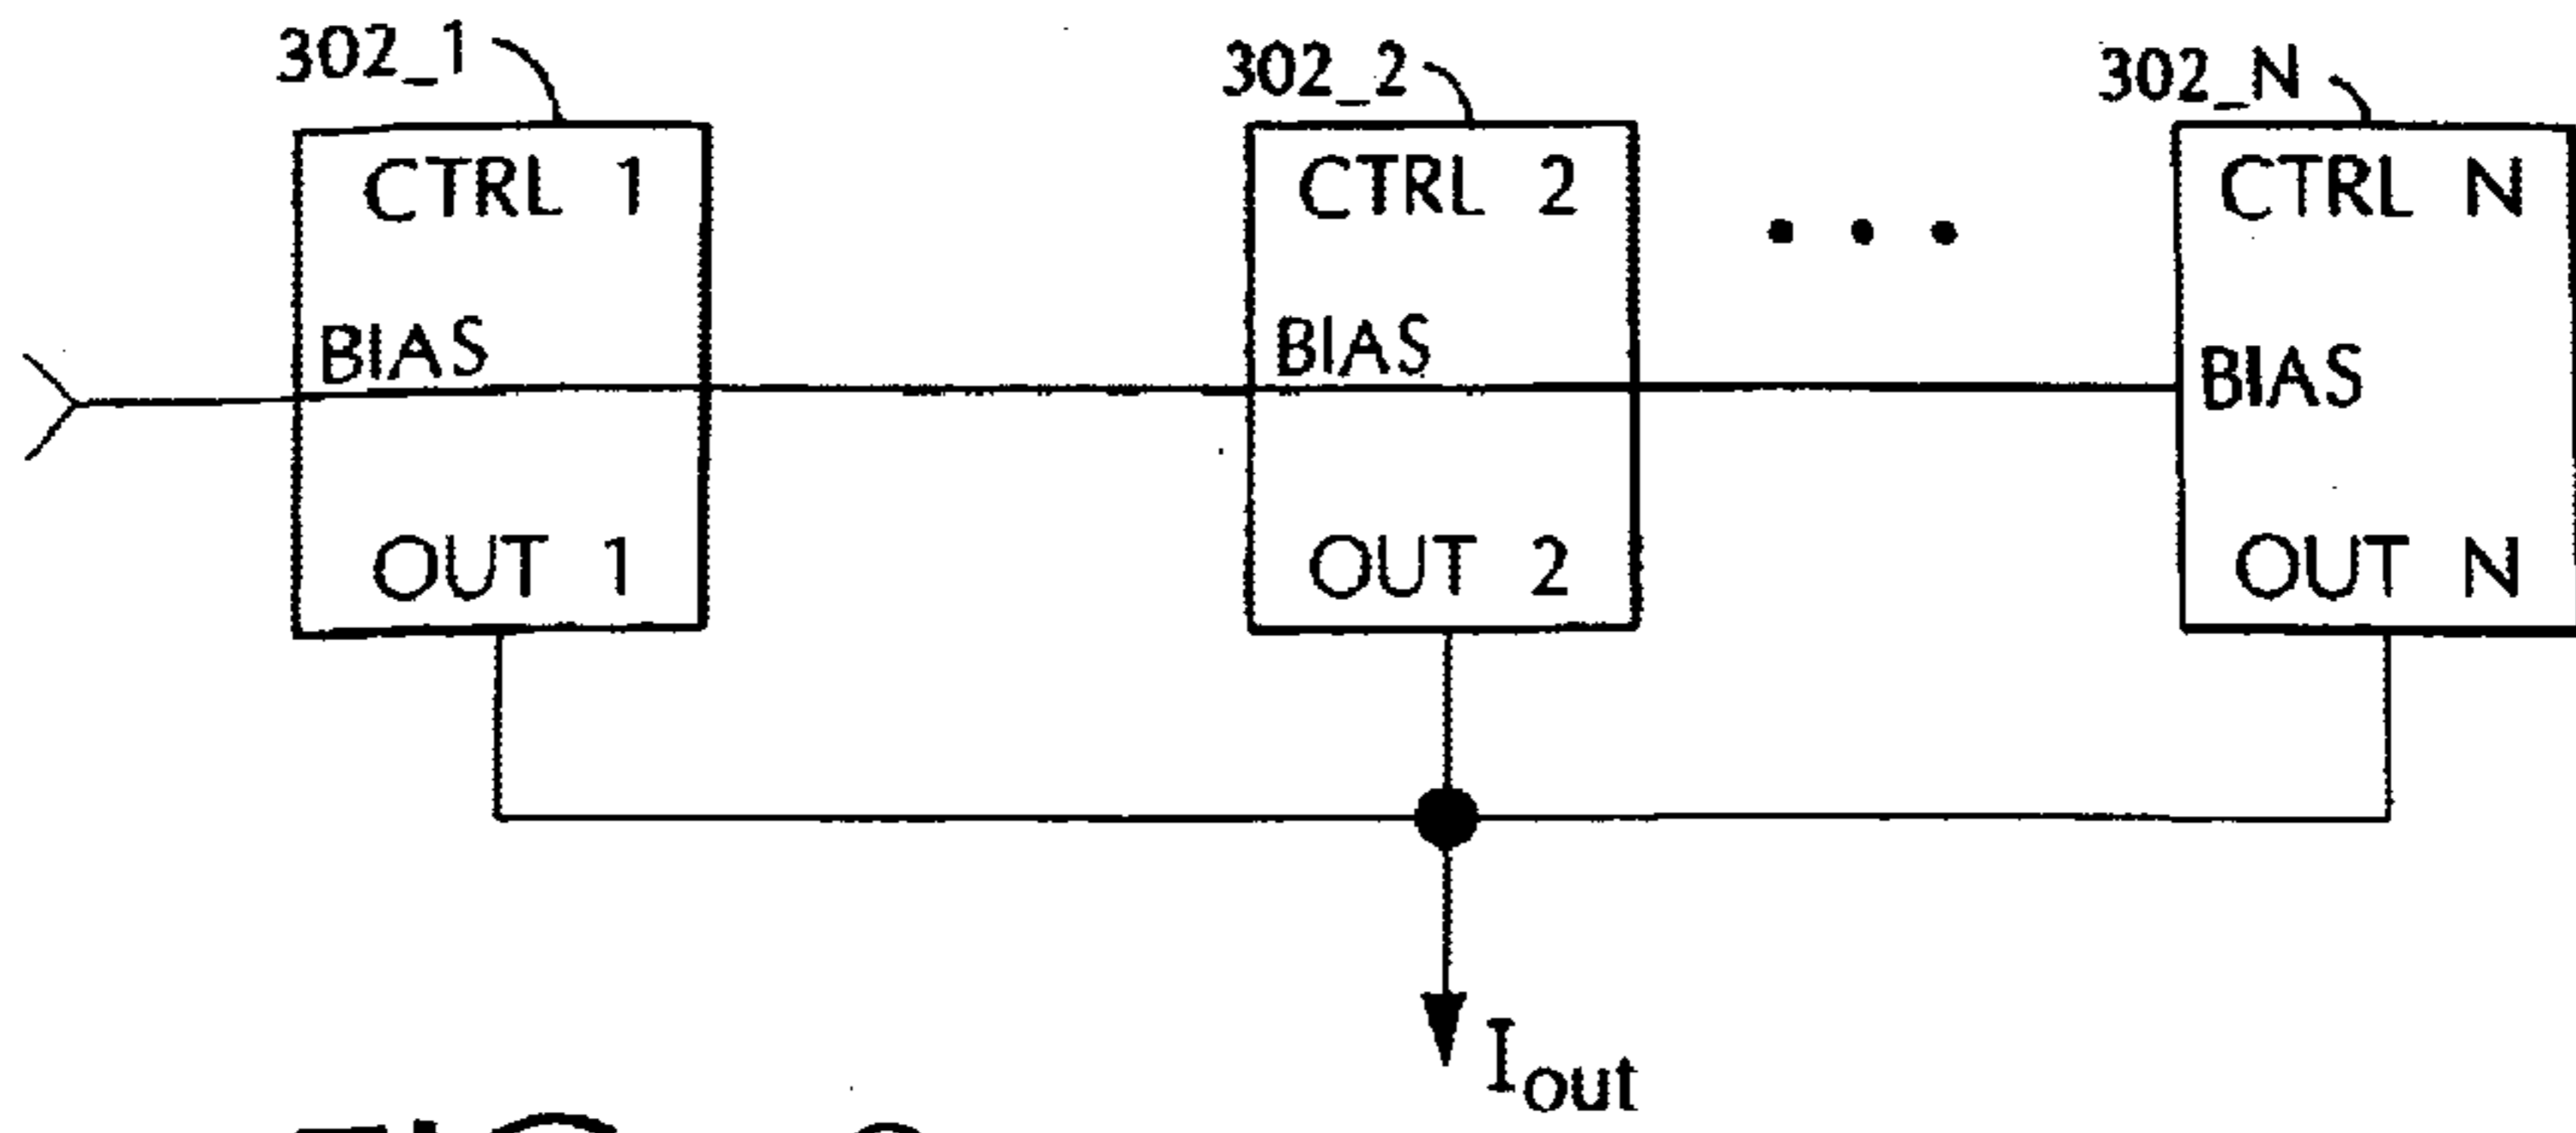 302_1 302_2 302_N
CTRL 1 CTRL 2 CTRL N
BIAS BIAS BIAS
OUT 1 OUT 2 OUT N
Iout